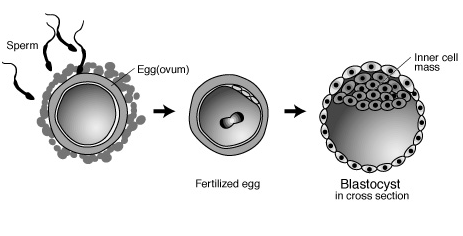 Sperm
Egg(ovum)
Fertilized egg
Inner cell
mass
Blastocyst
in cross section